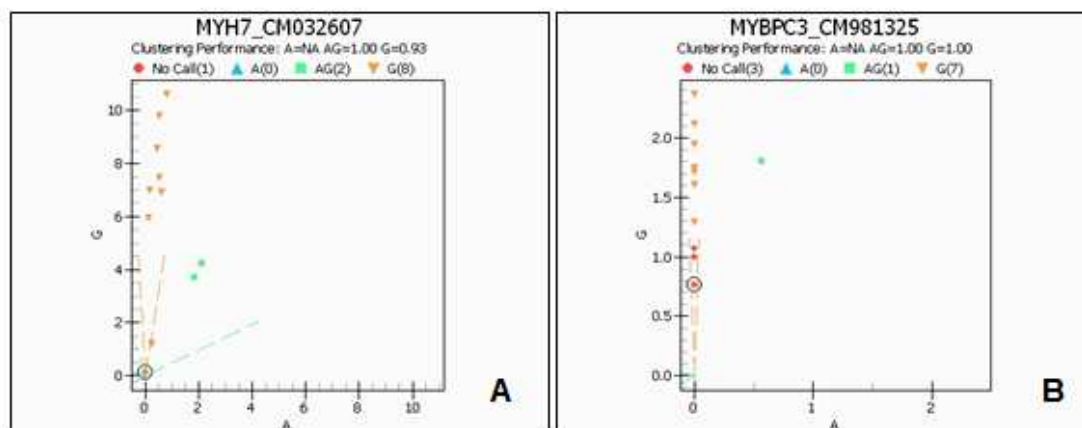 MYH7_CM032607
Clustering Performance: A=NA AG=1.00 G=0.93
No Call(1) A(0) AG(2) G(8)
10
8
6
G
4
2
0
0 2 4 6 8 10
A
A
MYBPC3_CM981325
Clustering Performance: A=NA AG=1.00 G=1.00
No Call(3) A(0) AG(1) G(7)
2.0
1.5
G
1.0
0.5
0.0
0 1 2
A
B